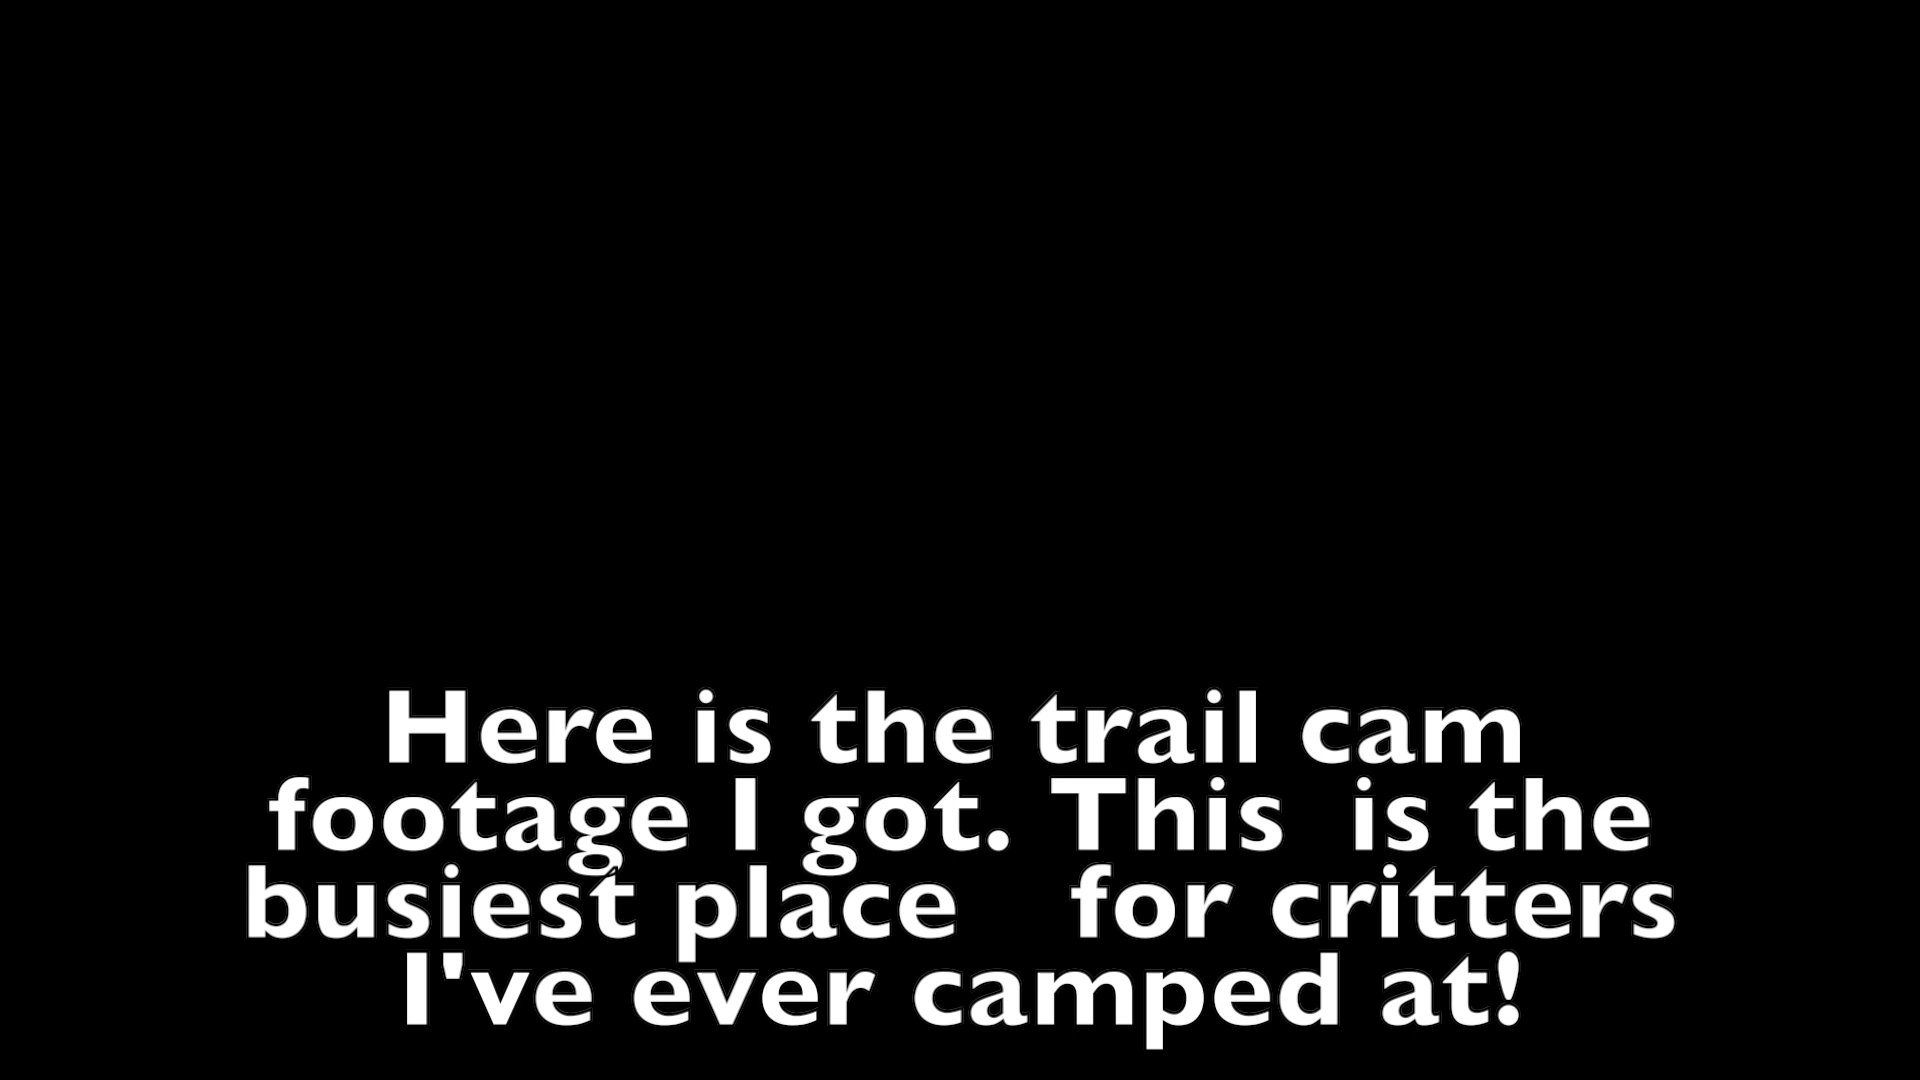 Here is the trail cam
footage I got. This  is the
busiest place   for critters
I've ever camped at!